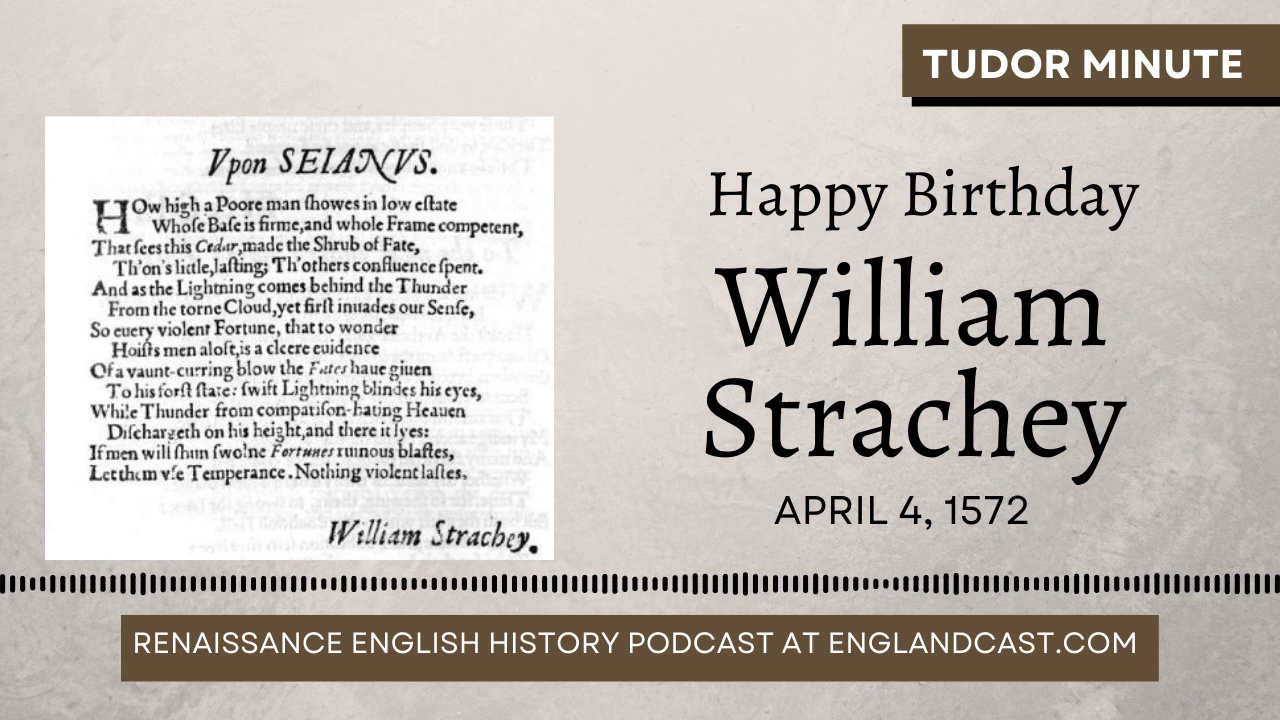 TUDOR MINUTE
Vpon SEIANVS.
HOw high a Poore man ſhowes in low eſtate
Whoſe Baſe is firme,and whole Frame competent,
That ſees this Cedar,made the Shrub of Fate,
Th'on's little,laſting; Th'others confluence ſpent.
And as the Lightning comes behind the Thunder
From the torne Cloud,yet firſt inuades our Senſe,
So euery violent Fortune, that to wonder
Hoiſts men aloft,is a cleere euidence
Of a vaunt-curring blow the Fates haue giuen
To his forſt ſtate: ſwift Lightning blindes his eyes,
While Thunder from compariſon-hating Heauen
Diſchargeth on his height,and there it lyes:
If men will ſhun ſwolne Fortunes ruinous blaſtes,
Let them vſe Temperance. Nothing violent laſtes.
William Strachey.
Happy Birthday
William
Strachey
APRIL 4, 1572
RENAISSANCE ENGLISH HISTORY PODCAST AT ENGLANDCAST.COM